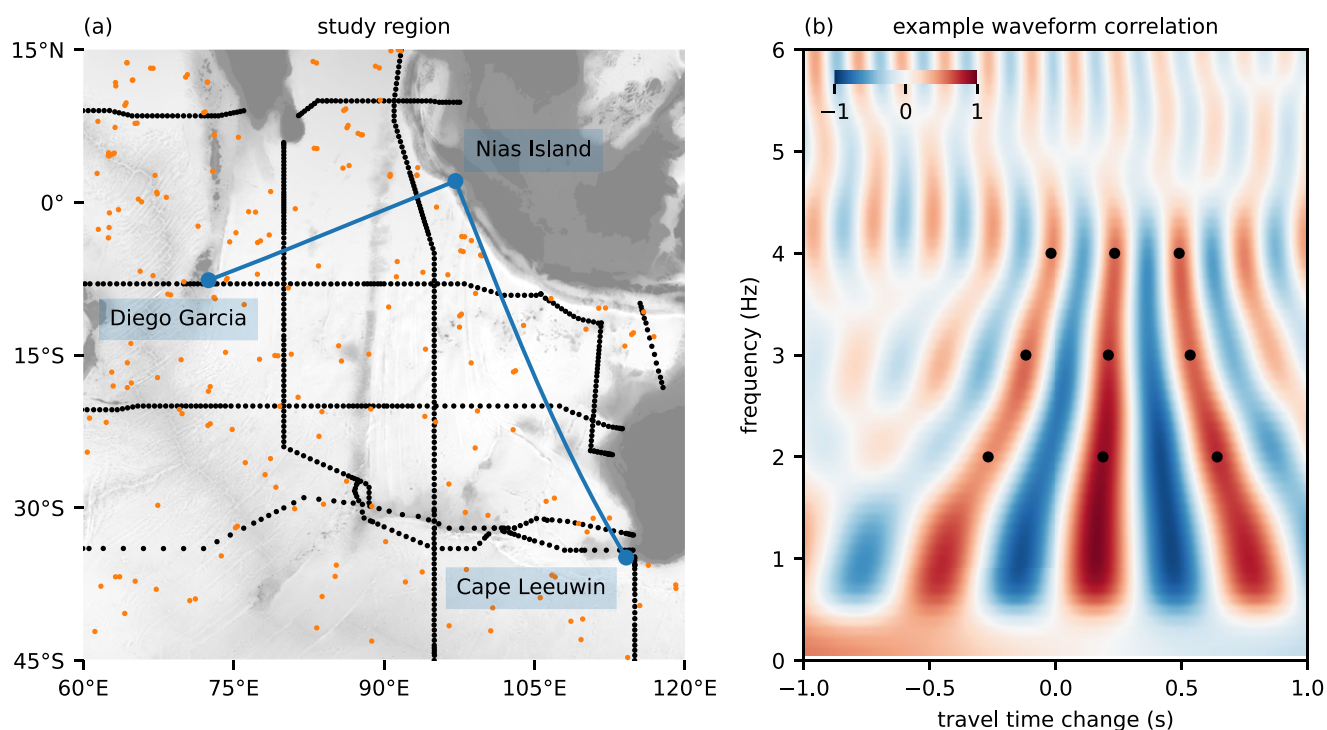 (a) study region
15°N
0°
15°S
30°S
45°S
60°E 75°E 90°E 105°E 120°E
Nias Island
Diego Garcia
Cape Leeuwin
(b) example waveform correlation
−1 0 1
6
5
4
3
2
1
0
frequency (Hz)
−1.0 −0.5 0.0 0.5 1.0
travel time change (s)